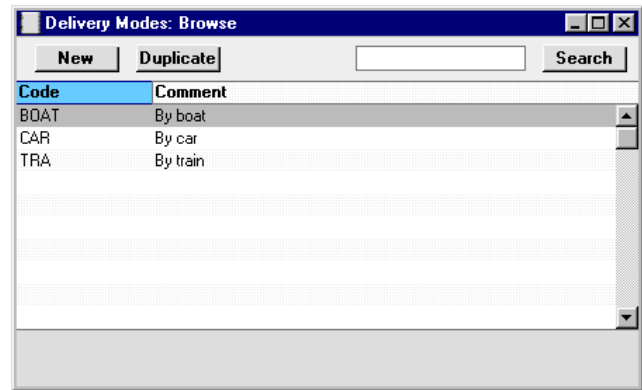 Delivery Modes: Browse
New Duplicate Search
Code Comment
BOAT By boat
CAR By car
TRA By train